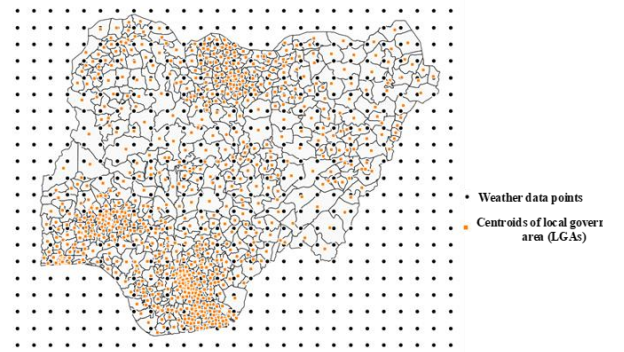 Weather data points
Centroids of local goverr
area (LGAs)